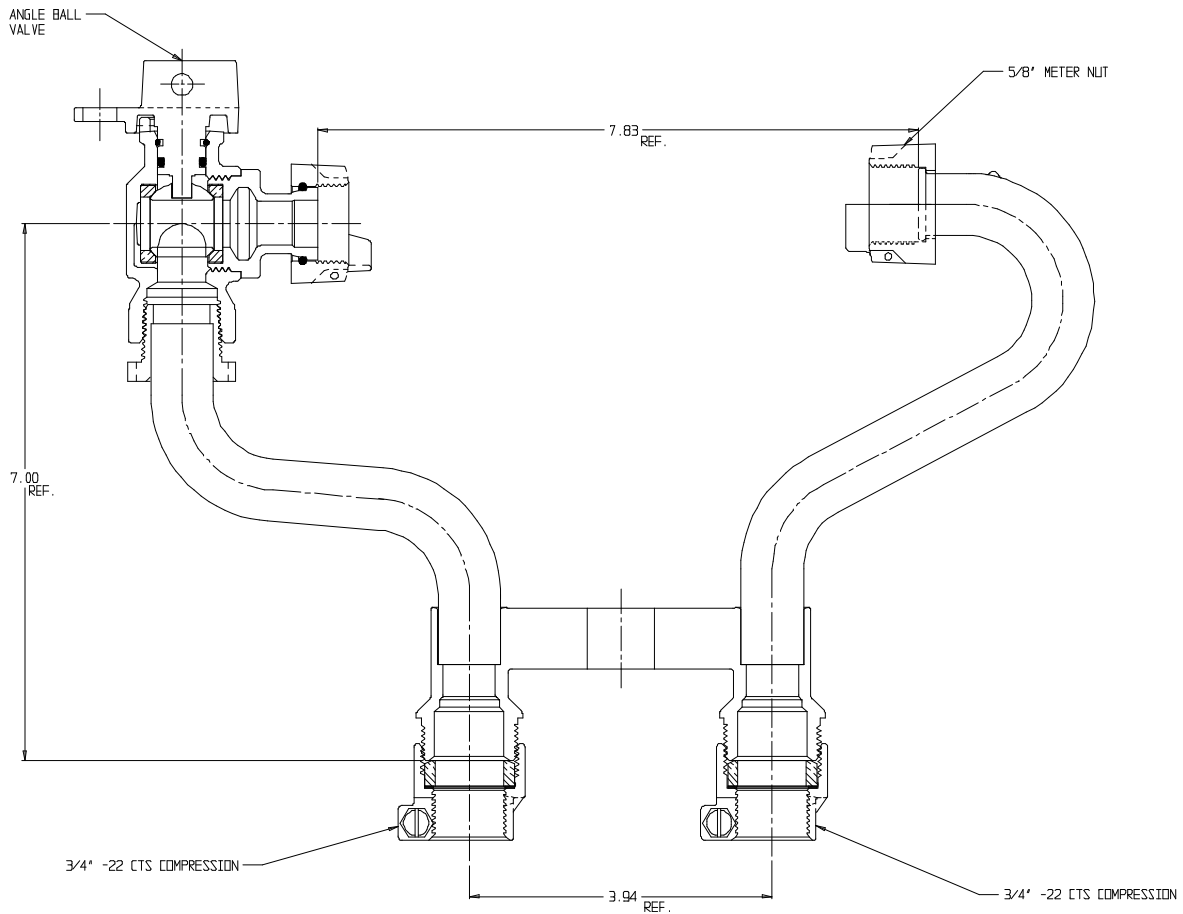 ANGLE BALL
VALVE
5/8" METER NUT
7.83
REF.
7.00
REF.
3/4" -22 CTS COMPRESSION
3.94
REF.
3/4" -22 CTS COMPRESSION